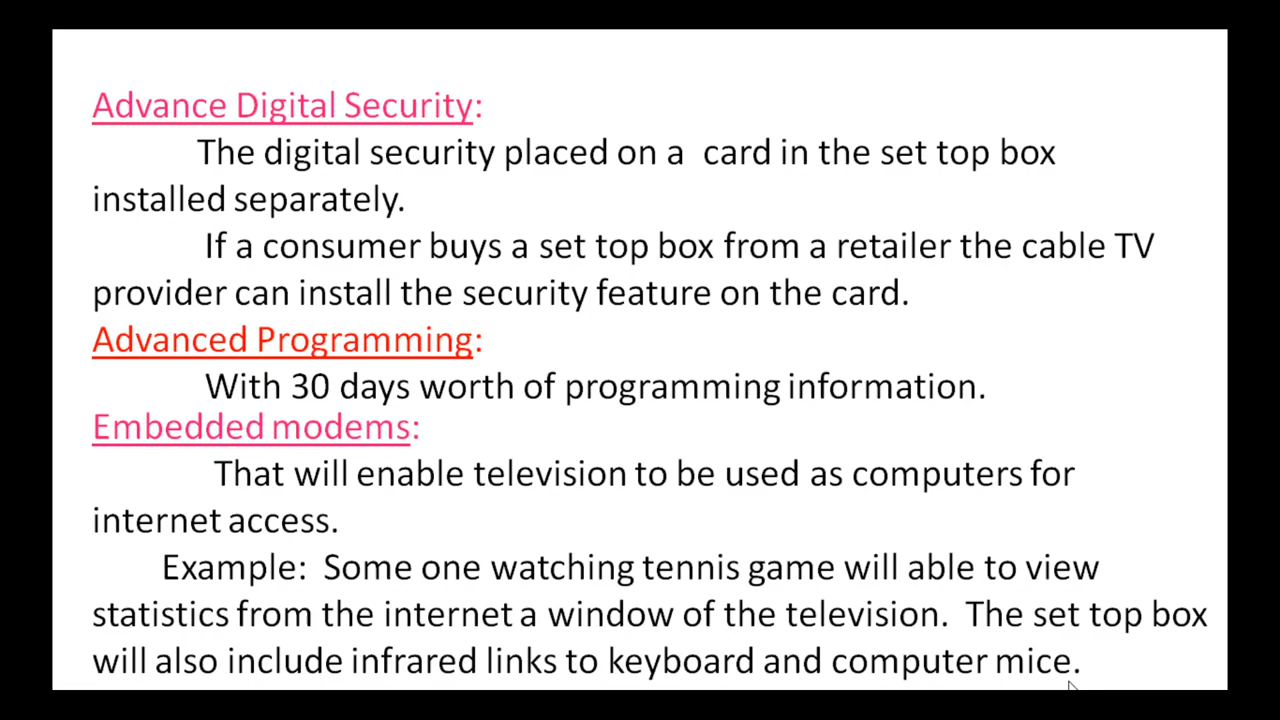 Advance Digital Security:
The digital security placed on a card in the set top box
installed separately.
If a consumer buys a set top box from a retailer the cable TV
provider can install the security feature on the card.
Advanced Programming:
With 30 days worth of programming information.
Embedded modems:
That will enable television to be used as computers for
internet access.
Example: Some one watching tennis game will able to view
statistics from the internet a window of the television. The set top box
will also include infrared links to keyboard and computer mice.